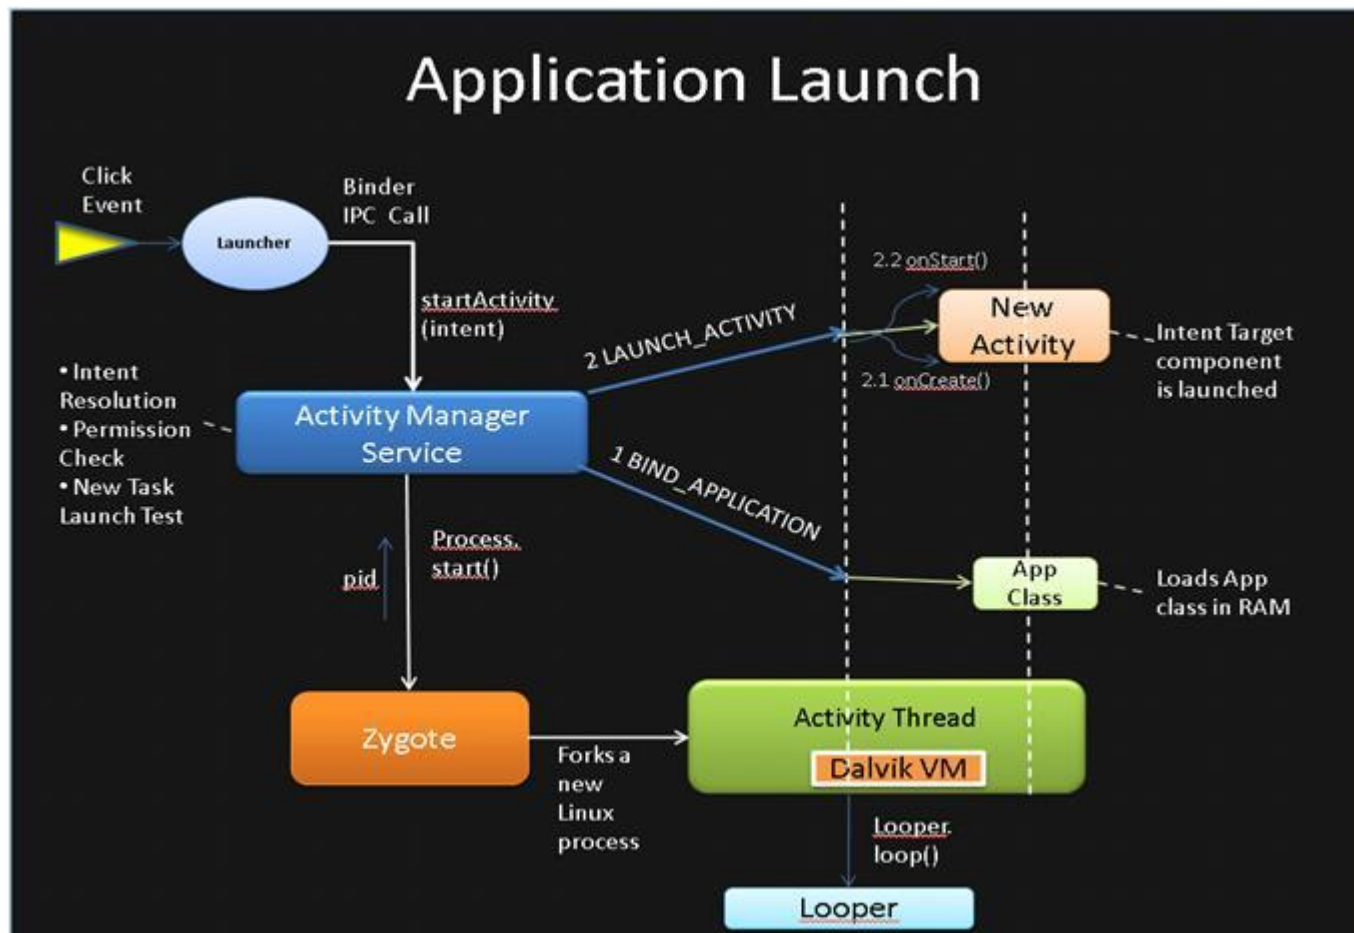 Application Launch
Click
Event
Launcher
Binder
IPC Call
startActivity
(intent)
• Intent
Resolution
• Permission
Check
• New Task
Launch Test
Activity Manager
Service
2 LAUNCH_ACTIVITY
2.2 onStart()
New
Activity
2.1 onCreate()
Intent Target
component
is launched
1 BIND_APPLICATION
App
Class
Loads App
class in RAM
pid
Process.
start()
Zygote
Forks a
new
Linux
process
Activity Thread
Dalvik VM
Looper.
loop()
Looper